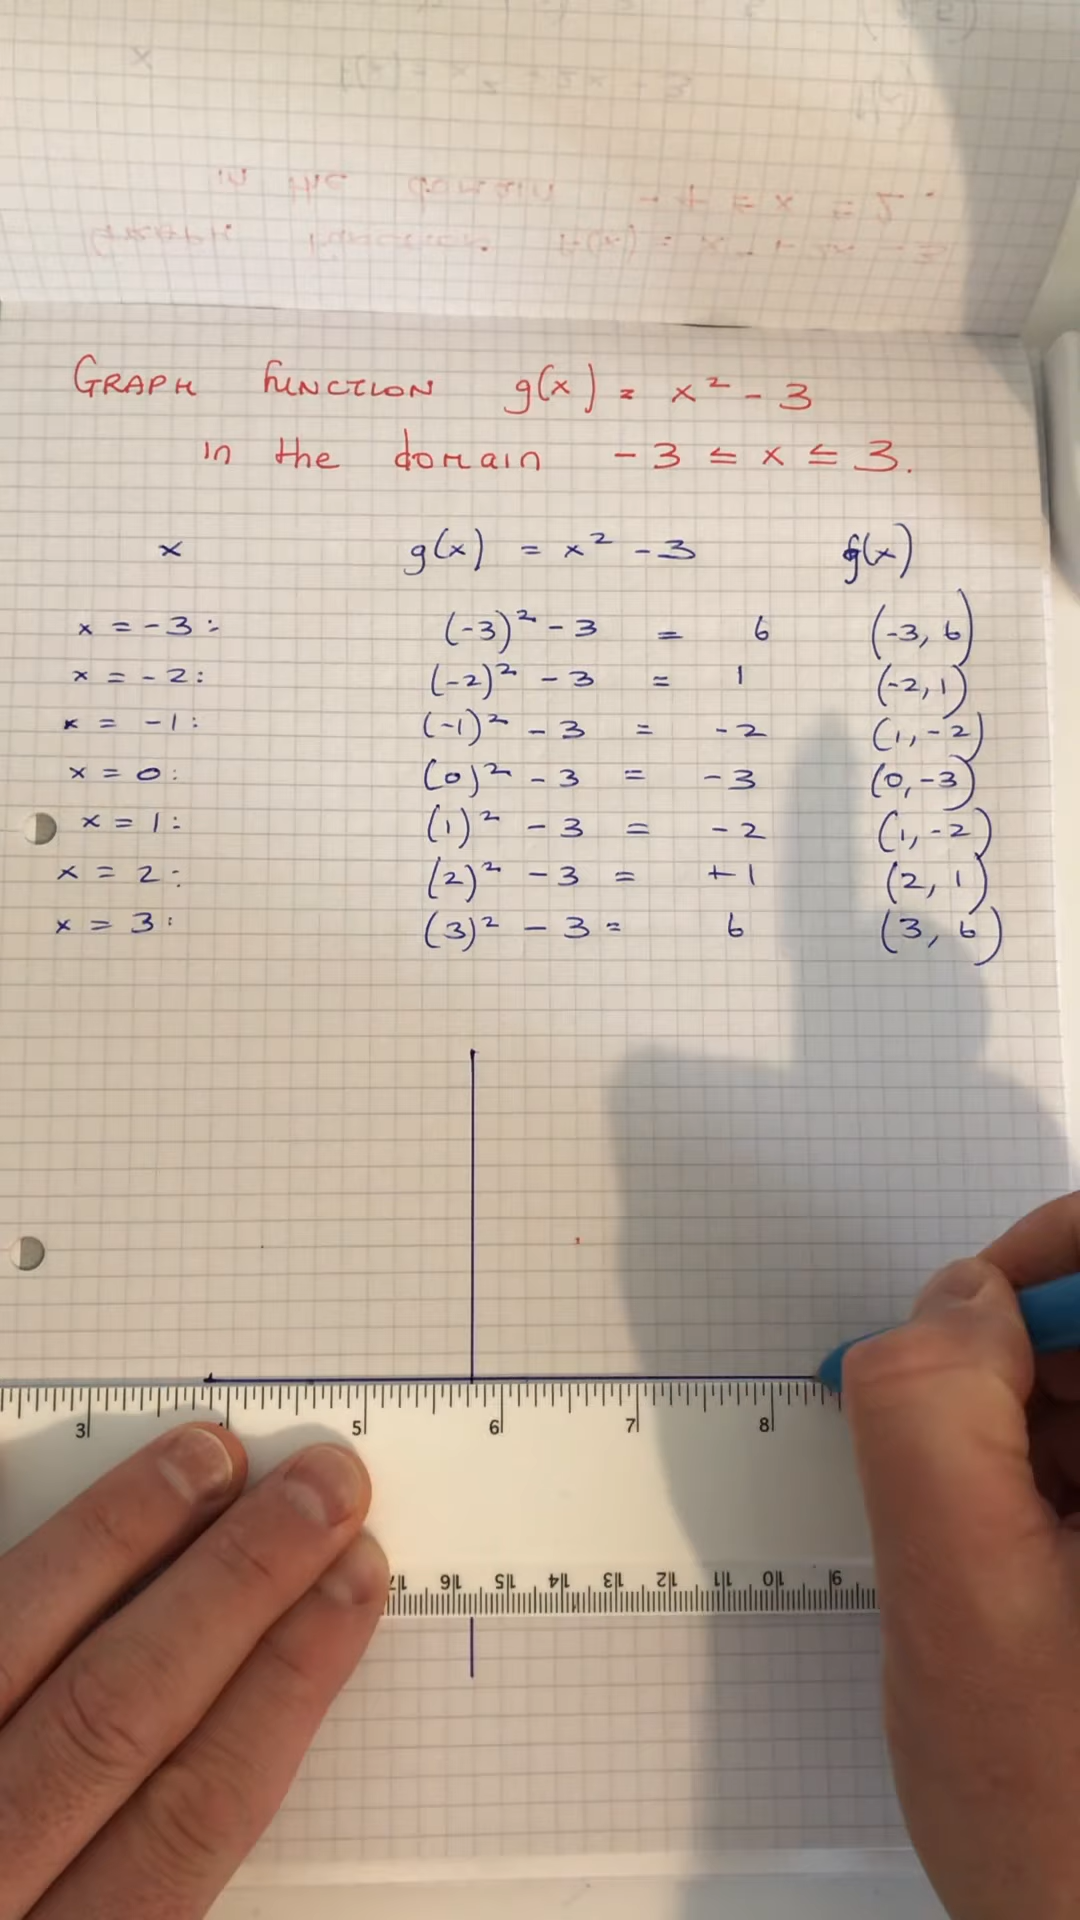 in the domain
GRAPH FUNCTION g(x) = x² - 3
in the domain -3 ≤ x ≤ 3.
x g(x) = x² - 3 g(x)
x = -3: (-3)² - 3 = 6 (-3, 6)
x = -2: (-2)² - 3 = 1 (-2, 1)
x = -1: (-1)² - 3 = -2 (1, -2)
x = 0: (0)² - 3 = -3 (0, -3)
x = 1: (1)² - 3 = -2 (1, -2)
x = 2: (2)² - 3 = +1 (2, 1)
x = 3: (3)² - 3 = 6 (3, 6)
3 5 6 7 8
17 16 15 14 13 12 11 10 9